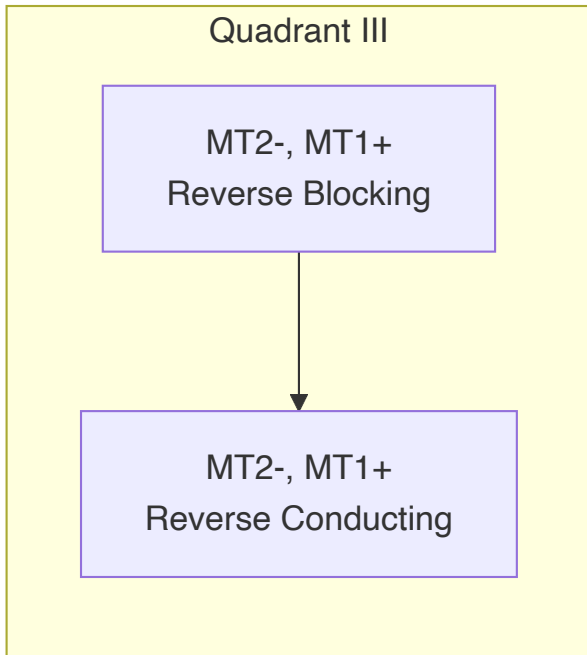 Quadrant III
MT2-, MT1+
Reverse Blocking
MT2-, MT1+
Reverse Conducting